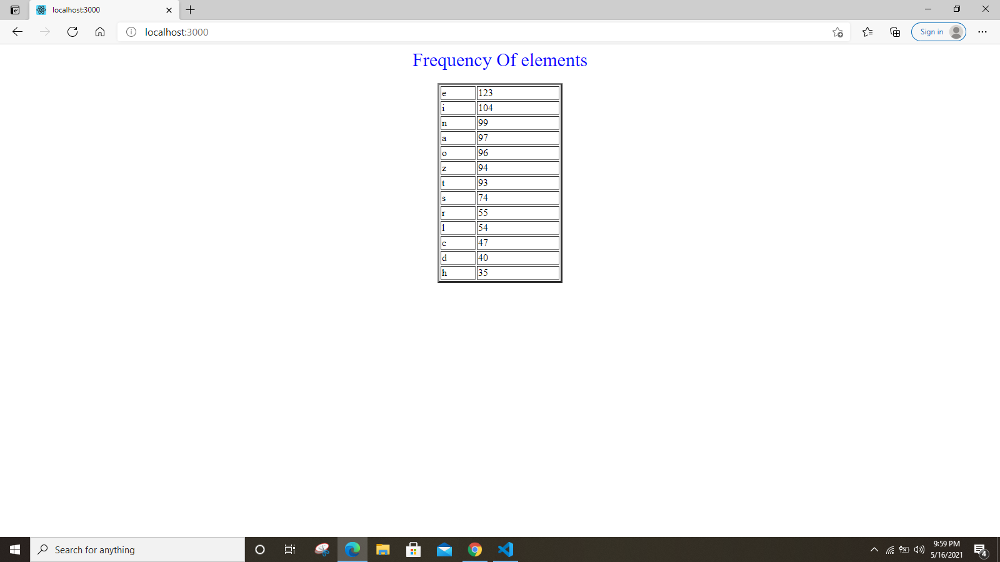 localhost:3000
localhost:3000
Sign in
Frequency Of elements
e 123
i 104
n 99
a 97
o 96
z 94
t 93
s 74
r 55
l 54
c 47
d 40
h 35
Search for anything
9:59 PM
5/16/2021
4